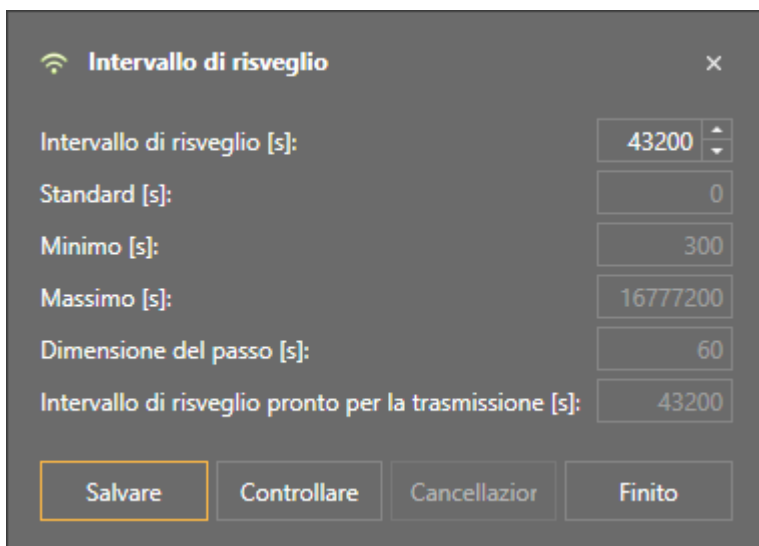 Intervallo di risveglio
Intervallo di risveglio [s]: 43200
Standard [s]: 0
Minimo [s]: 300
Massimo [s]: 16777200
Dimensione del passo [s]: 60
Intervallo di risveglio pronto per la trasmissione [s]: 43200
Salvare Controllare Cancellazior Finito